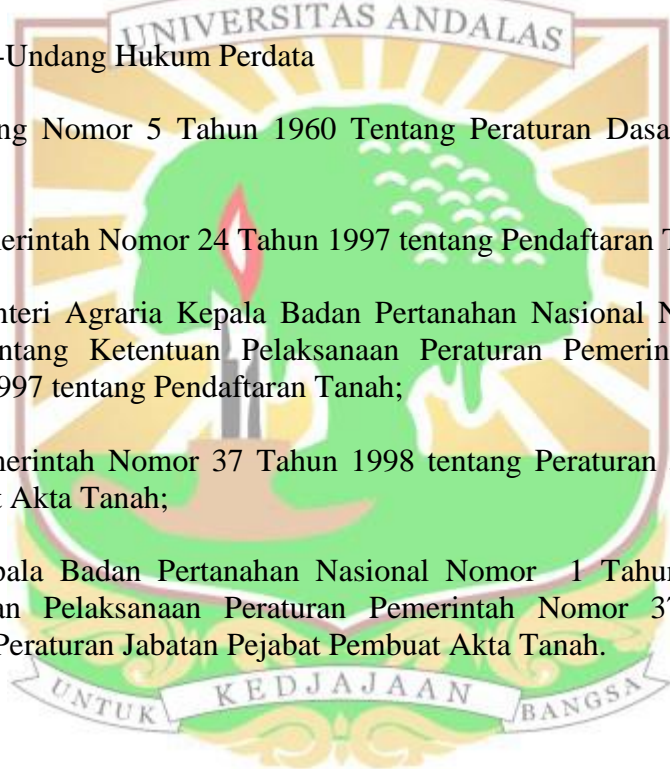 UNIVERSITAS ANDALAS
-Undang Hukum Perdata
ng Nomor 5 Tahun 1960 Tentang Peraturan Dasa
erintah Nomor 24 Tahun 1997 tentang Pendaftaran T
nteri Agraria Kepala Badan Pertanahan Nasional N
ntang Ketentuan Pelaksanaan Peraturan Pemerin
997 tentang Pendaftaran Tanah;
nerintah Nomor 37 Tahun 1998 tentang Peraturan
t Akta Tanah;
pala Badan Pertanahan Nasional Nomor 1 Tahun
an Pelaksanaan Peraturan Pemerintah Nomor 37
Peraturan Jabatan Pejabat Pembuat Akta Tanah.
UNTUK KEDJAJAAN BANGSA